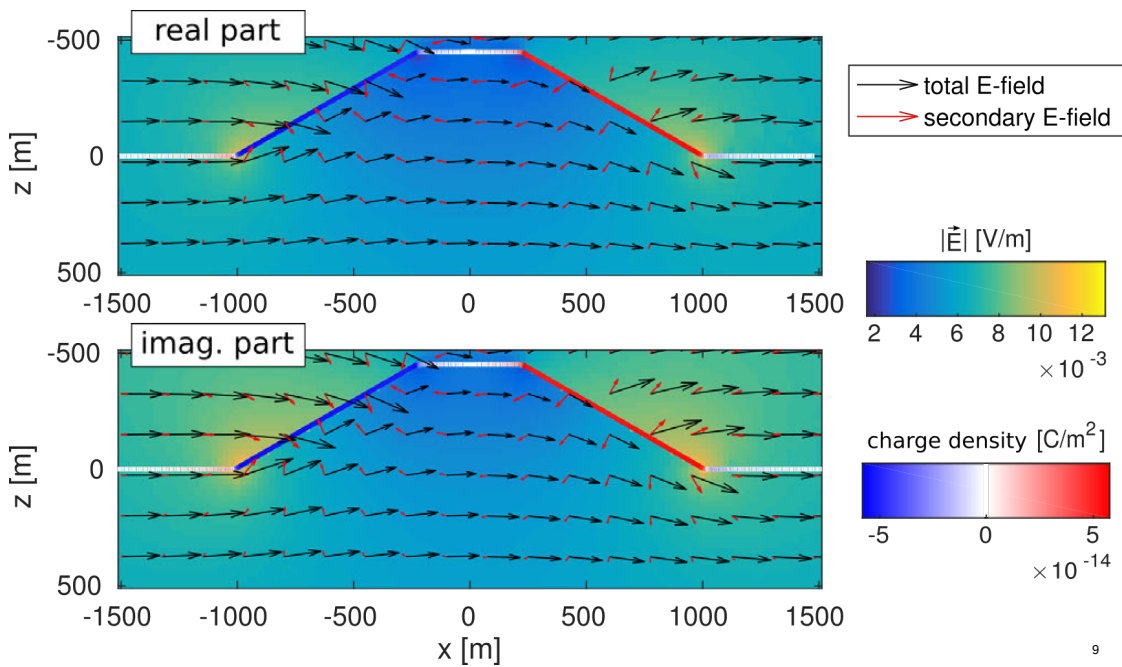 real part
-500
0
500
z [m]
-1500
-1000
-500
0
500
1000
1500
total E-field
secondary E-field
|E⃗| [V/m]
2
4
6
8
10
12
× 10 -3
imag. part
-500
0
500
z [m]
-1500
-1000
-500
0
500
1000
1500
x [m]
charge density [C/m²]
-5
0
5
× 10 -14
9